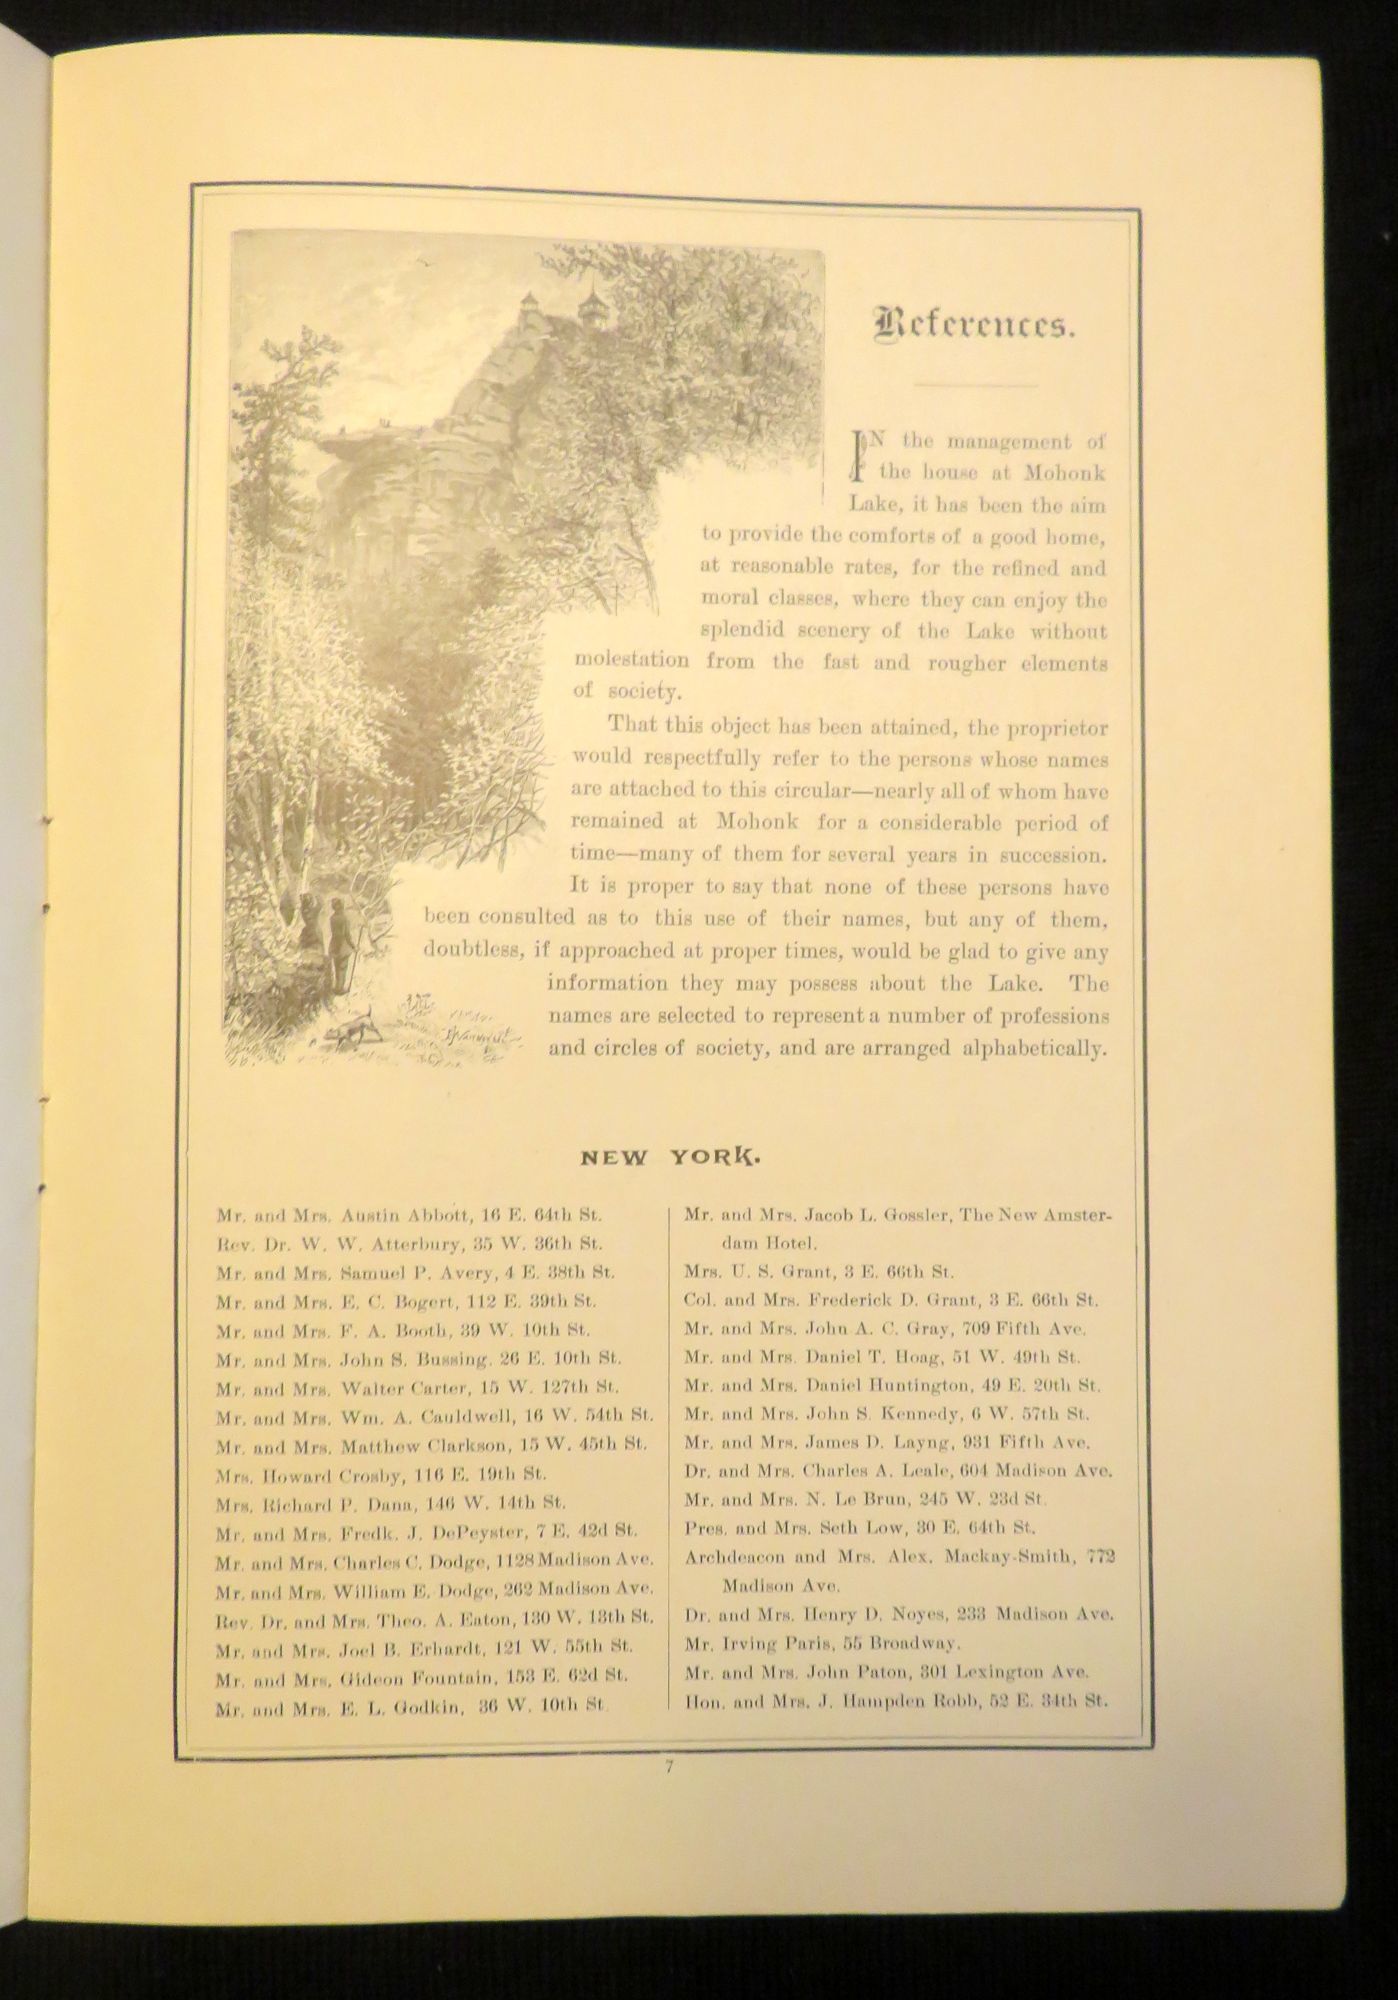 References.
IN the management of
the house at Mohonk
Lake, it has been the aim
to provide the comforts of a good home,
at reasonable rates, for the refined and
moral classes, where they can enjoy the
splendid scenery of the Lake without
molestation from the fast and rougher elements
of society.
That this object has been attained, the proprietor
would respectfully refer to the persons whose names
are attached to this circular—nearly all of whom have
remained at Mohonk for a considerable period of
time—many of them for several years in succession.
It is proper to say that none of these persons have
been consulted as to this use of their names, but any of them,
doubtless, if approached at proper times, would be glad to give any
information they may possess about the Lake. The
names are selected to represent a number of professions
and circles of society, and are arranged alphabetically.
NEW YORK.
Mr. and Mrs. Austin Abbott, 16 E. 64th St.
Rev. Dr. W. W. Atterbury, 35 W. 36th St.
Mr. and Mrs. Samuel P. Avery, 4 E. 38th St.
Mr. and Mrs. E. C. Bogert, 112 E. 39th St.
Mr. and Mrs. F. A. Booth, 39 W. 10th St.
Mr. and Mrs. John S. Bussing, 26 E. 10th St.
Mr. and Mrs. Walter Carter, 15 W. 127th St.
Mr. and Mrs. Wm. A. Cauldwell, 16 W. 54th St.
Mr. and Mrs. Matthew Clarkson, 15 W. 45th St.
Mrs. Howard Crosby, 116 E. 19th St.
Mrs. Richard P. Dana, 146 W. 14th St.
Mr. and Mrs. Fredk. J. DePeyster, 7 E. 42d St.
Mr. and Mrs. Charles C. Dodge, 1128 Madison Ave.
Mr. and Mrs. William E. Dodge, 262 Madison Ave.
Rev. Dr. and Mrs. Theo. A. Eaton, 130 W. 13th St.
Mr. and Mrs. Joel B. Erhardt, 121 W. 55th St.
Mr. and Mrs. Gideon Fountain, 153 E. 62d St.
Mr. and Mrs. E. L. Godkin, 36 W. 10th St.
Mr. and Mrs. Jacob L. Gossler, The New Amster-
dam Hotel.
Mrs. U. S. Grant, 3 E. 66th St.
Col. and Mrs. Frederick D. Grant, 3 E. 66th St.
Mr. and Mrs. John A. C. Gray, 709 Fifth Ave.
Mr. and Mrs. Daniel T. Hoag, 51 W. 49th St.
Mr. and Mrs. Daniel Huntington, 49 E. 20th St.
Mr. and Mrs. John S. Kennedy, 6 W. 57th St.
Mr. and Mrs. James D. Layng, 931 Fifth Ave.
Dr. and Mrs. Charles A. Leale, 604 Madison Ave.
Mr. and Mrs. N. Le Brun, 245 W. 23d St.
Pres. and Mrs. Seth Low, 30 E. 64th St.
Archdeacon and Mrs. Alex. Mackay-Smith, 772
Madison Ave.
Dr. and Mrs. Henry D. Noyes, 233 Madison Ave.
Mr. Irving Paris, 55 Broadway.
Mr. and Mrs. John Paton, 301 Lexington Ave.
Hon. and Mrs. J. Hampden Robb, 52 E. 34th St.
7